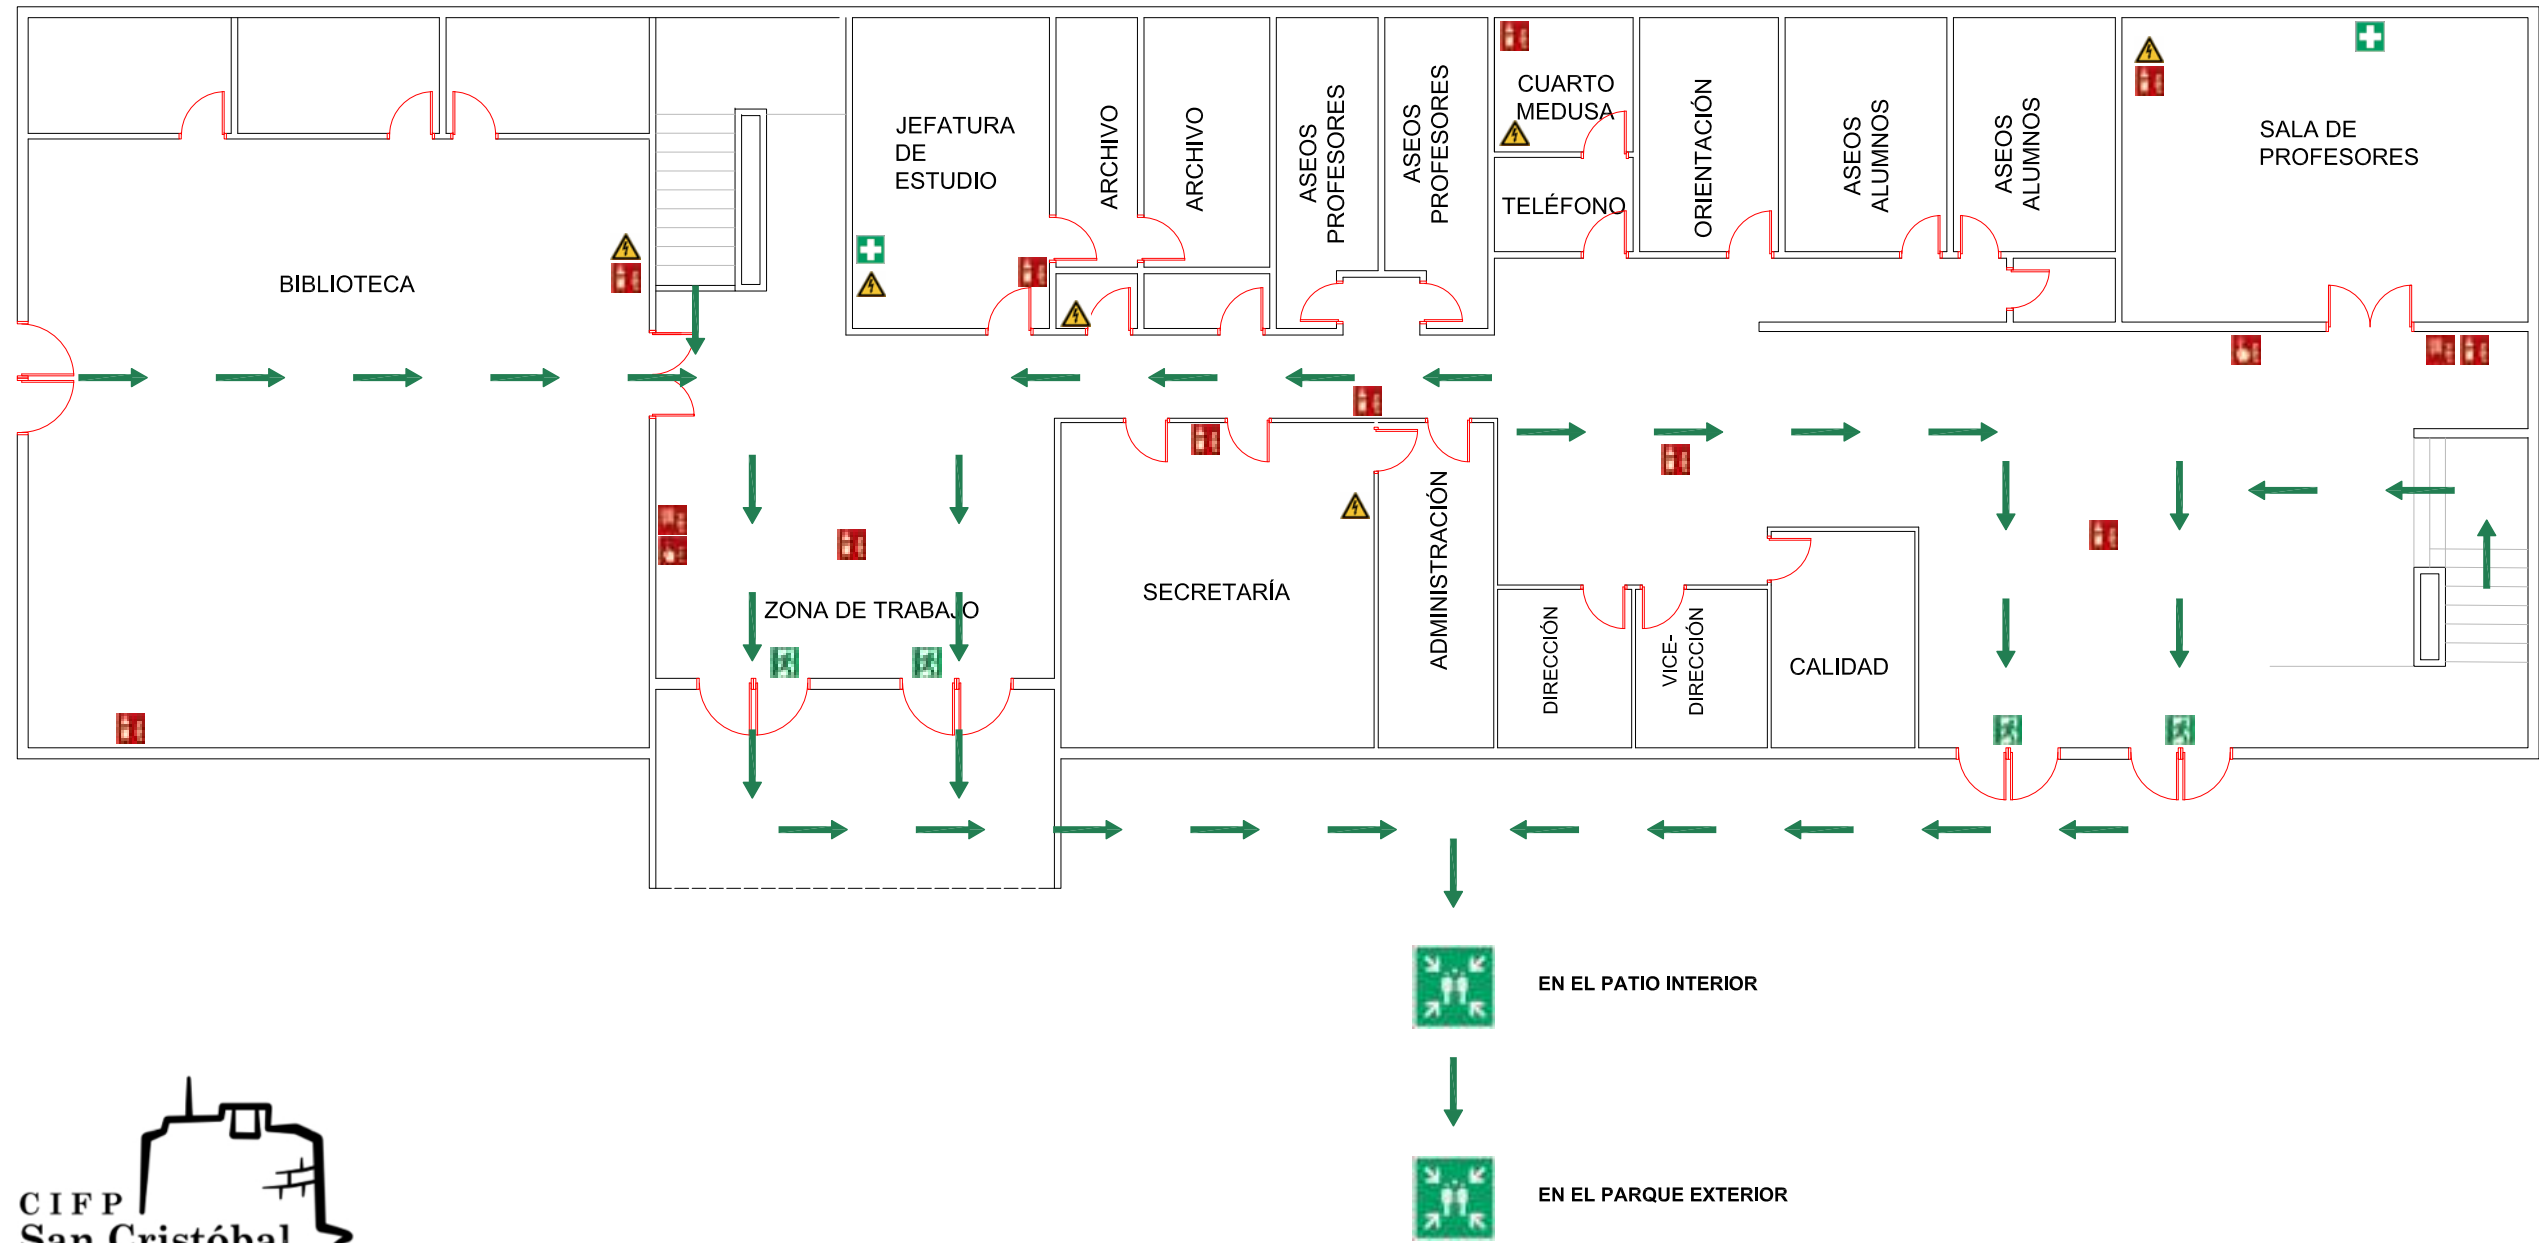 JEFATURA
DE
ESTUDIO
ARCHIVO
ARCHIVO
ASEOS
PROFESORES
ASEOS
PROFESORES
CUARTO
MEDUSA
TELÉFONO
ORIENTACIÓN
ASEOS
ALUMNOS
ASEOS
ALUMNOS
SALA DE
PROFESORES
BIBLIOTECA
ZONA DE TRABAJO
SECRETARÍA
ADMINISTRACIÓN
DIRECCIÓN
VICE-
DIRECCIÓN
CALIDAD
EN EL PATIO INTERIOR
EN EL PARQUE EXTERIOR
CIFP
San Cristóbal